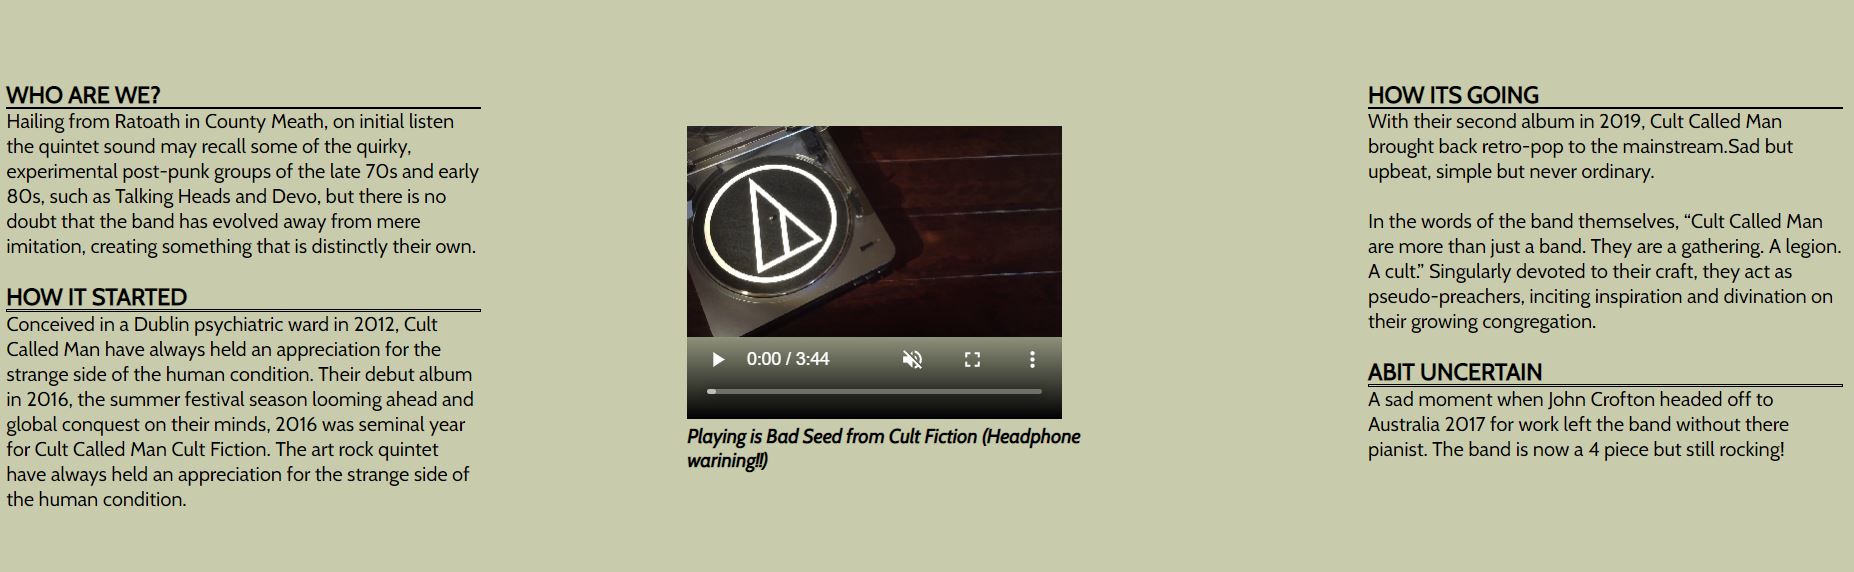 WHO ARE WE?
Hailing from Ratoath in County Meath, on initial listen
the quintet sound may recall some of the quirky,
experimental post-punk groups of the late 70s and early
80s, such as Talking Heads and Devo, but there is no
doubt that the band has evolved away from mere
imitation, creating something that is distinctly their own.
HOW IT STARTED
Conceived in a Dublin psychiatric ward in 2012, Cult
Called Man have always held an appreciation for the
strange side of the human condition. Their debut album
in 2016, the summer festival season looming ahead and
global conquest on their minds, 2016 was seminal year
for Cult Called Man Cult Fiction. The art rock quintet
have always held an appreciation for the strange side of
the human condition.
0:00 / 3:44
Playing is Bad Seed from Cult Fiction (Headphone
warining!!)
HOW ITS GOING
With their second album in 2019, Cult Called Man
brought back retro-pop to the mainstream.Sad but
upbeat, simple but never ordinary.
In the words of the band themselves, “Cult Called Man
are more than just a band. They are a gathering. A legion.
A cult.” Singularly devoted to their craft, they act as
pseudo-preachers, inciting inspiration and divination on
their growing congregation.
ABIT UNCERTAIN
A sad moment when John Crofton headed off to
Australia 2017 for work left the band without there
pianist. The band is now a 4 piece but still rocking!